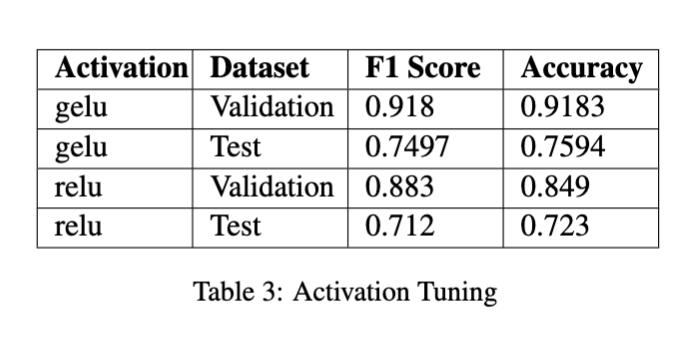 Activation Dataset F1 Score Accuracy
gelu Validation 0.918 0.9183
gelu Test 0.7497 0.7594
relu Validation 0.883 0.849
relu Test 0.712 0.723
Table 3: Activation Tuning